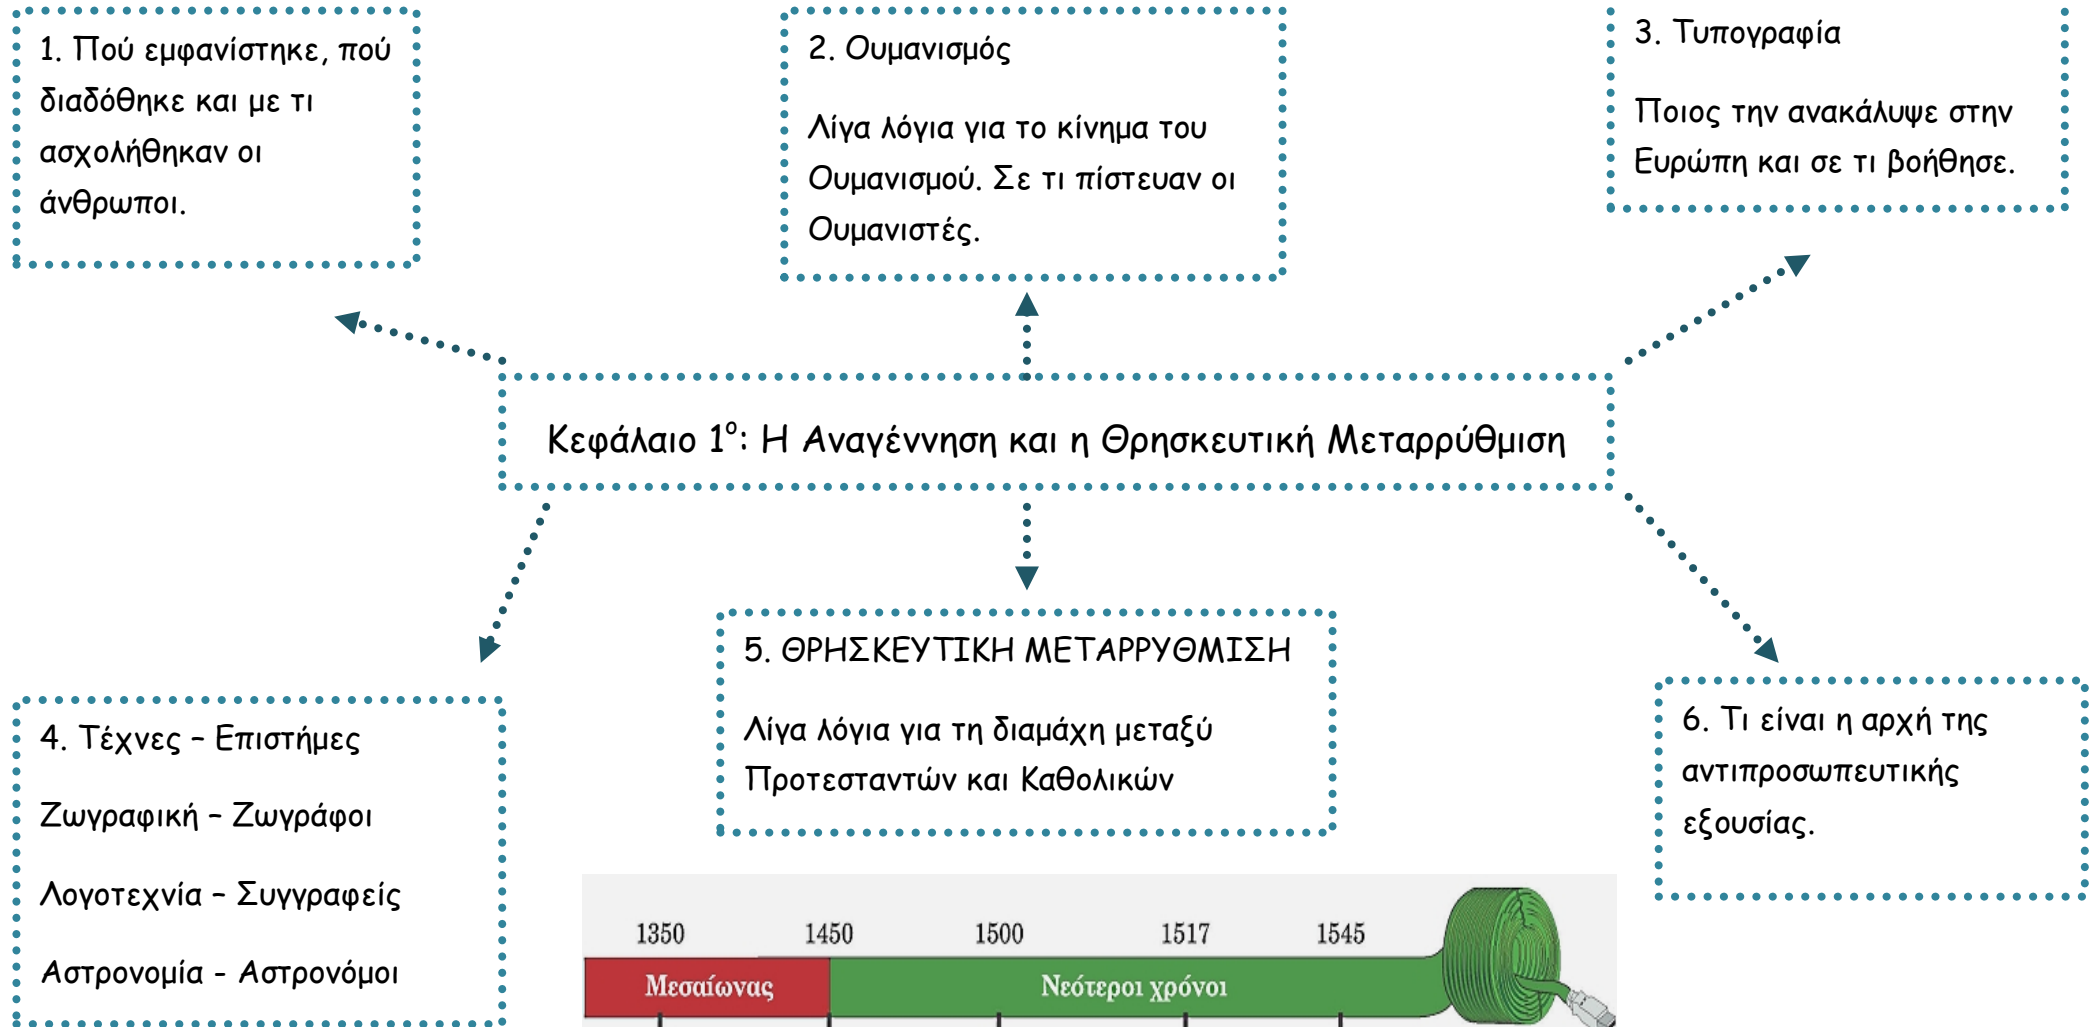 1. Πού εμφανίστηκε, πού
διαδόθηκε και με τι
ασχολήθηκαν οι
άνθρωποι.
2. Ουμανισμός
Λίγα λόγια για το κίνημα του
Ουμανισμού. Σε τι πίστευαν οι
Ουμανιστές.
3. Τυπογραφία
Ποιος την ανακάλυψε στην
Ευρώπη και σε τι βοήθησε.
Κεφάλαιο 1ο: Η Αναγέννηση και η Θρησκευτική Μεταρρύθμιση
4. Τέχνες – Επιστήμες
Ζωγραφική – Ζωγράφοι
Λογοτεχνία – Συγγραφείς
Αστρονομία - Αστρονόμοι
5. ΘΡΗΣΚΕΥΤΙΚΗ ΜΕΤΑΡΡΥΘΜΙΣΗ
Λίγα λόγια για τη διαμάχη μεταξύ
Προτεσταντών και Καθολικών
6. Τι είναι η αρχή της
αντιπροσωπευτικής
εξουσίας.
1350 1450 1500 1517 1545
Μεσαίωνας Νεότεροι χρόνοι